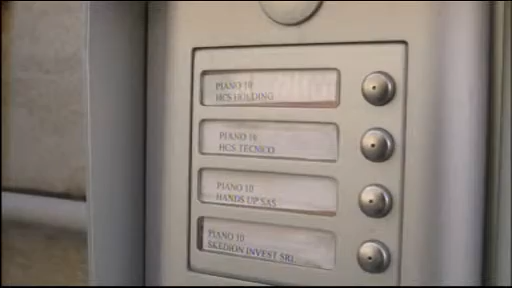 PIANO 10
HCS HOLDING
PIANO 10
HCS TECNICO
PIANO 10
HANDS UP SAS
PIANO 10
SKEDION INVEST SRL